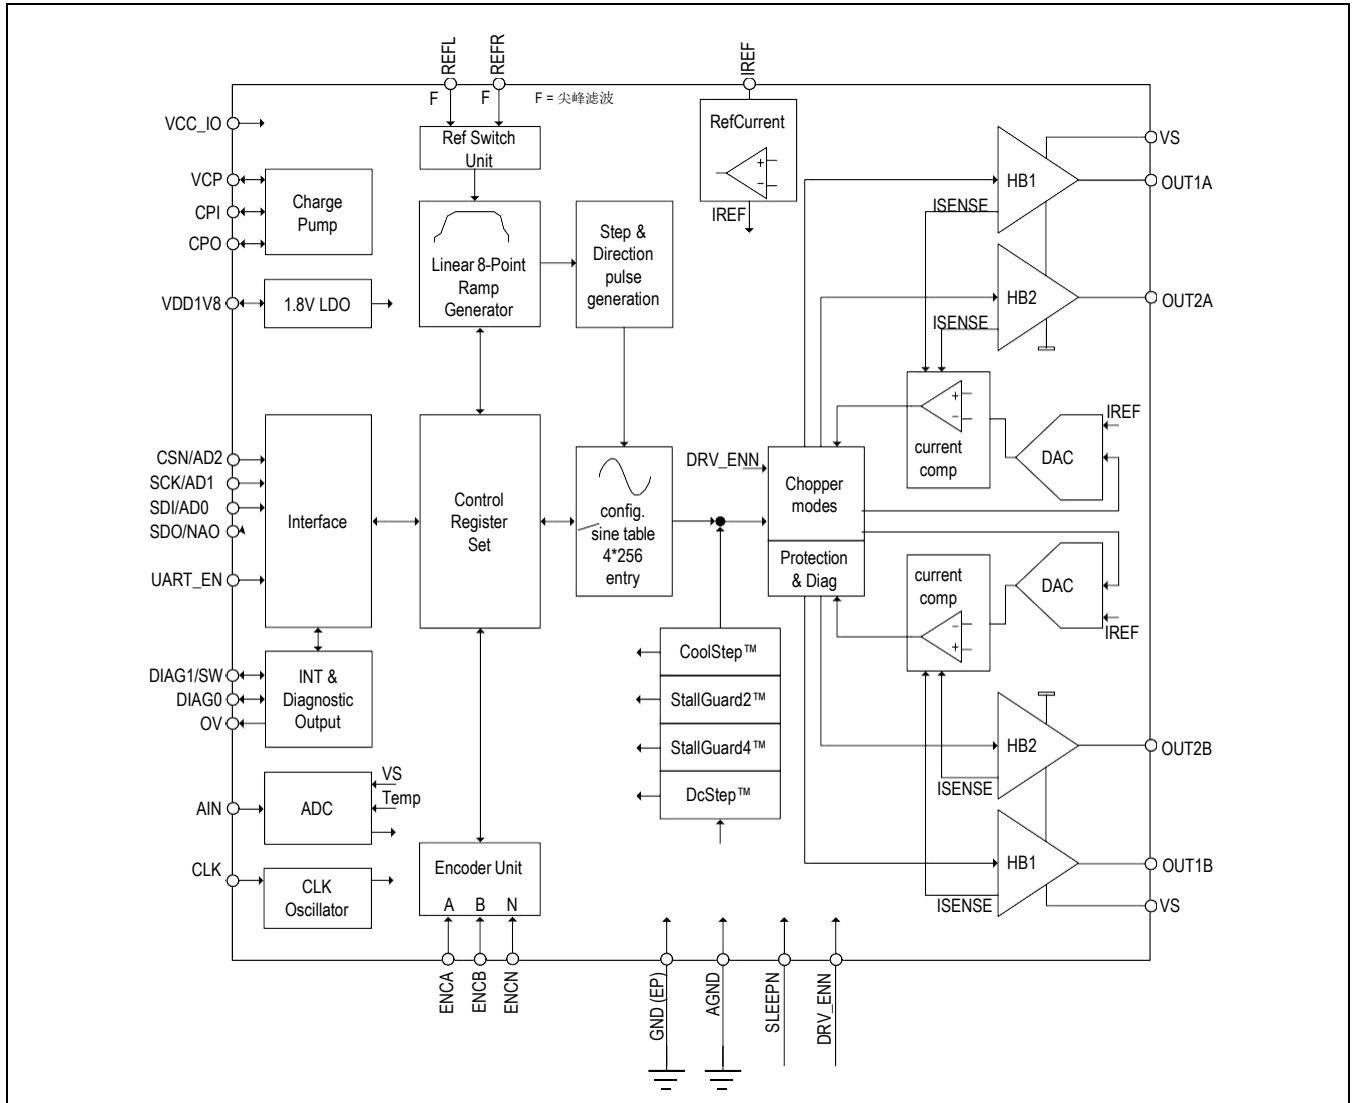 REFL
REFR
IREF
F
F
F = 尖峰滤波
VCC_IO
Ref Switch
Unit
RefCurrent
+
−
IREF
VS
VCP
CPI
CPO
Charge
Pump
HB1
OUT1A
ISENSE
Linear 8-Point
Ramp
Generator
Step &
Direction
pulse
generation
VDD1V8
1.8V LDO
HB2
OUT2A
ISENSE
+
−
current
comp
IREF
DAC
CSN/AD2
SCK/AD1
SDI/AD0
SDO/NAO
UART_EN
Interface
Control
Register
Set
config.
sine table
4*256
entry
DRV_ENN
Chopper
modes
Protection
& Diag
current
comp
−
+
DAC
IREF
DIAG1/SW
DIAG0
OV
INT &
Diagnostic
Output
CoolStep™
StallGuard2™
StallGuard4™
DcStep™
HB2
OUT2B
ISENSE
AIN
ADC
VS
Temp
CLK
CLK
Oscillator
Encoder Unit
A B N
HB1
OUT1B
ISENSE
VS
ENCA
ENCB
ENCN
GND (EP)
AGND
SLEEPN
DRV_ENN